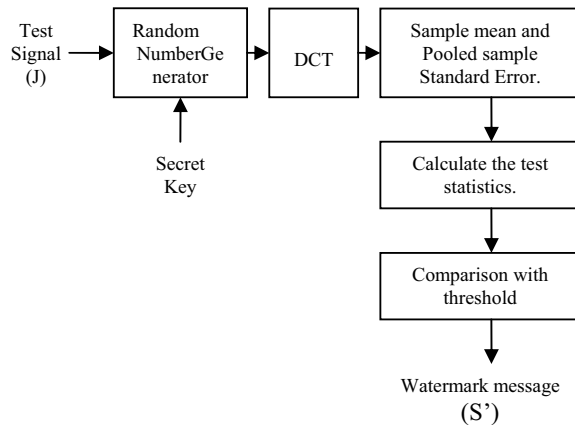 Test
Signal
(J)
Random
NumberGe
nerator
DCT
Sample mean and
Pooled sample
Standard Error.
Secret
Key
Calculate the test
statistics.
Comparison with
threshold
Watermark message
(S’)